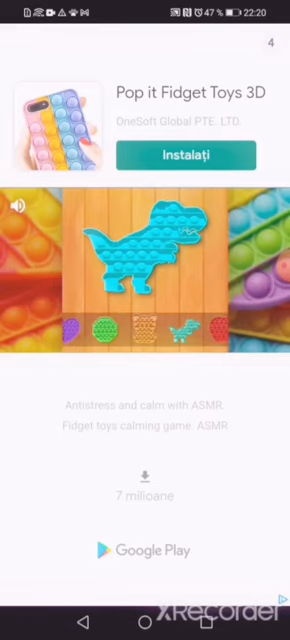 47 % 22:20
4
Pop it Fidget Toys 3D
OneSoft Global PTE. LTD.
Instalați
Antistress and calm with ASMR.
Fidget toys calming game. ASMR.
7 milioane
Google Play
XRecorder